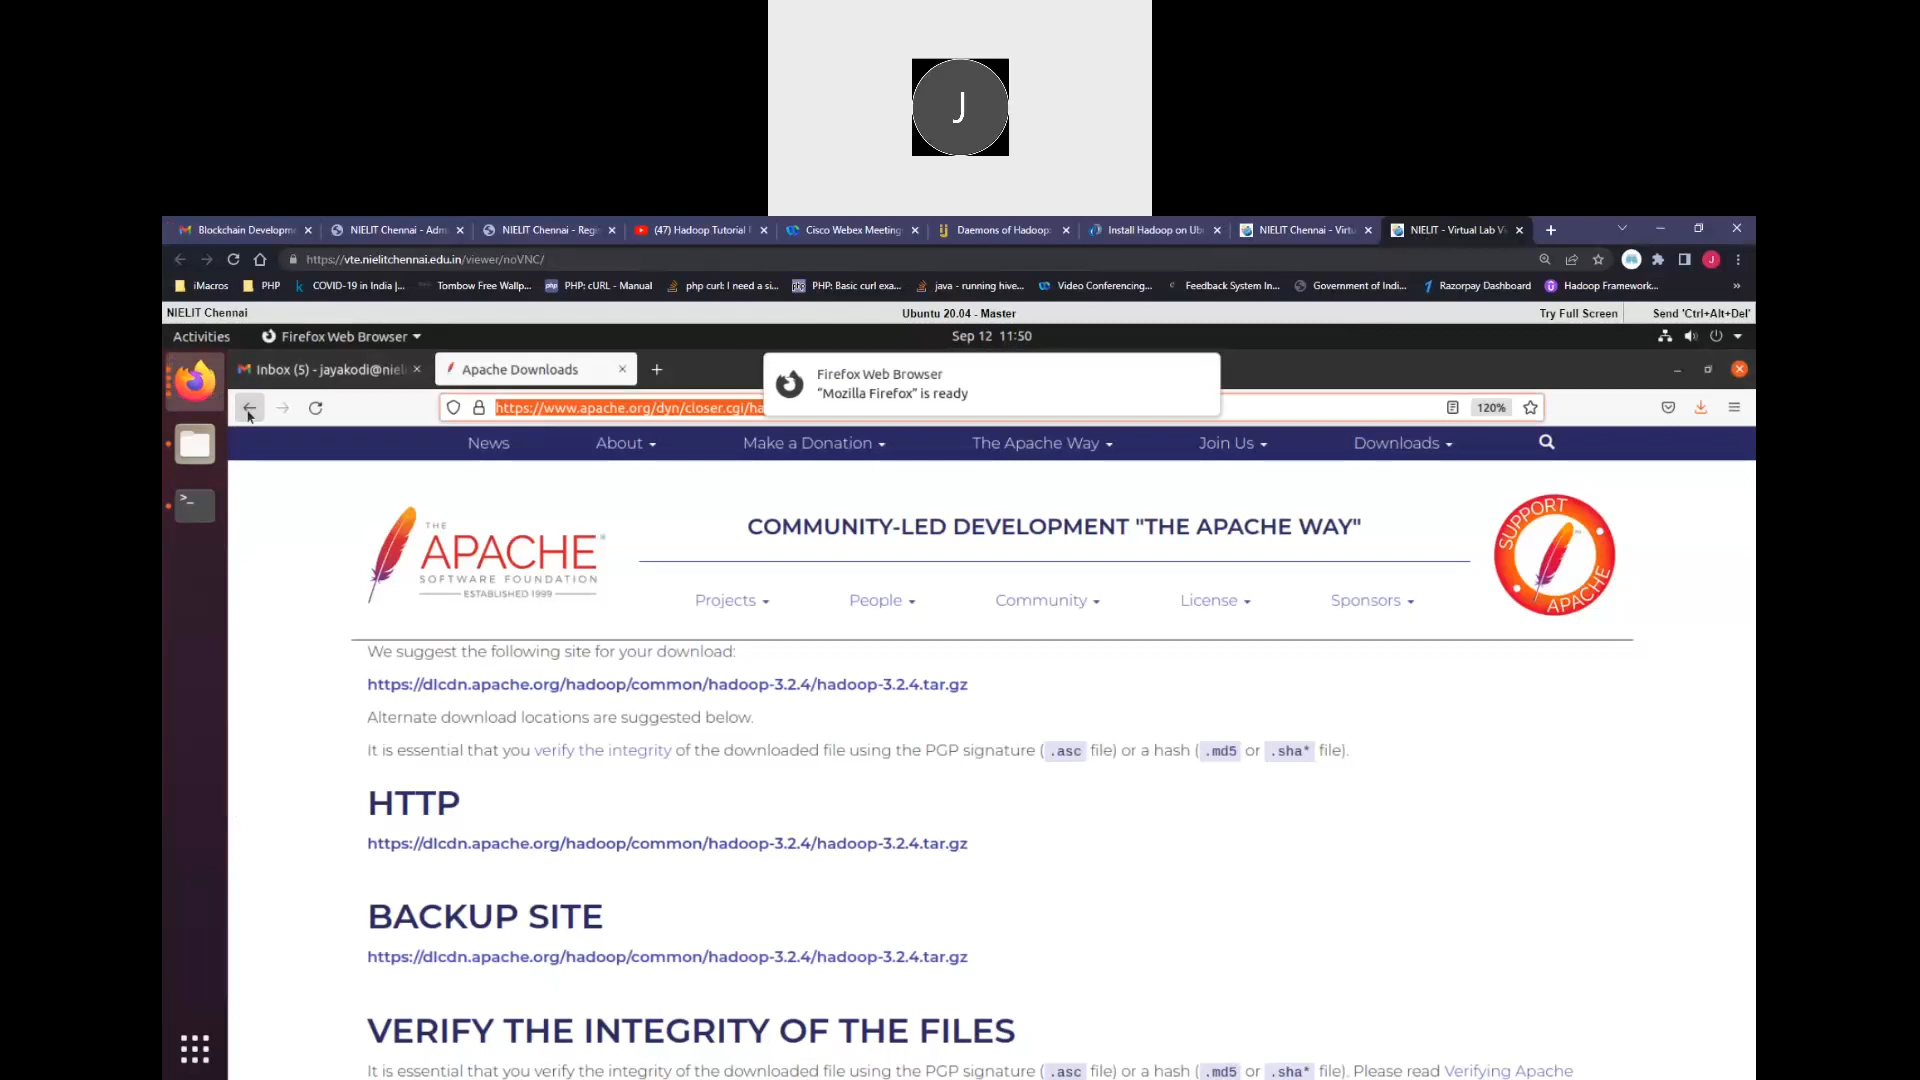 J
Blockchain Developm
NIELIT Chennai - Adm
NIELIT Chennai - Regi
(47) Hadoop Tutorial
Cisco Webex Meeting
Daemons of Hadoop
Install Hadoop on Ub
NIELIT Chennai - Virtu
NIELIT - Virtual Lab V
https://vte.nielitchennai.edu.in/viewer/noVNC/
J
iMacros
PHP
COVID-19 in India |...
Tombow Free Wallp...
PHP: cURL - Manual
php curl: I need a si...
PHP: Basic curl exa...
java - running hive...
Video Conferencing...
Feedback System In...
Government of Indi...
Razorpay Dashboard
Hadoop Framework...
»
NIELIT Chennai
Ubuntu 20.04 - Master
Try Full Screen
Send 'Ctrl+Alt+Del'
Activities
Firefox Web Browser
Sep 12 11:50
Inbox (5) - jayakodi@niel
Apache Downloads
Firefox Web Browser
“Mozilla Firefox” is ready
https://www.apache.org/dyn/closer.cgi/ha
120%
News
About
Make a Donation
The Apache Way
Join Us
Downloads
THE
APACHE
SOFTWARE FOUNDATION
ESTABLISHED 1999
COMMUNITY-LED DEVELOPMENT "THE APACHE WAY"
Projects
People
Community
License
Sponsors
SUPPORT
APACHE
We suggest the following site for your download:
https://dlcdn.apache.org/hadoop/common/hadoop-3.2.4/hadoop-3.2.4.tar.gz
Alternate download locations are suggested below.
It is essential that you verify the integrity of the downloaded file using the PGP signature ( .asc file) or a hash ( .md5 or .sha* file).
HTTP
https://dlcdn.apache.org/hadoop/common/hadoop-3.2.4/hadoop-3.2.4.tar.gz
BACKUP SITE
https://dlcdn.apache.org/hadoop/common/hadoop-3.2.4/hadoop-3.2.4.tar.gz
VERIFY THE INTEGRITY OF THE FILES
It is essential that you verify the integrity of the downloaded file using the PGP signature ( .asc file) or a hash ( .md5 or .sha* file). Please read Verifying Apache